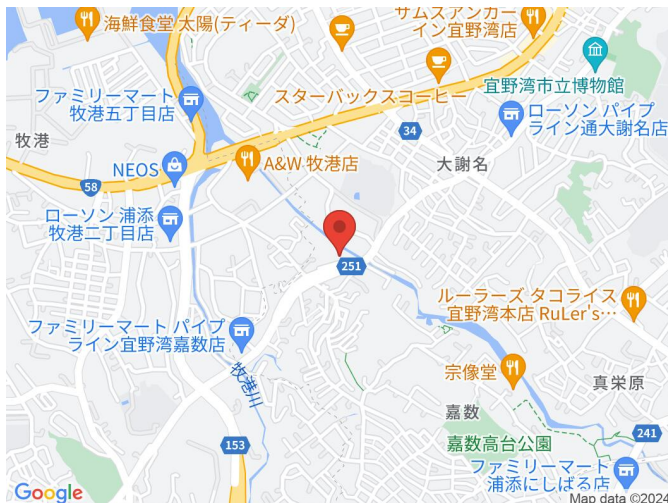 海鮮食堂 太陽(ティーダ)
サムズアンカー
イン宜野湾店
宜野湾市立博物館
ファミリーマート
牧港五丁目店
スターバックスコーヒー
ローソン パイプ
ライン通大謝名店
牧港
34
NEOS
A&W 牧港店
大謝名
58
ローソン 浦添
牧港二丁目店
251
ルーラーズ タコライス
宜野湾本店 RuLer's…
ファミリーマート パイプ
ライン宜野湾嘉数店
牧港川
宗像堂
真栄原
嘉数
153
嘉数高台公園
241
ファミリーマート
浦添にしばる店
Google
Map data ©2024